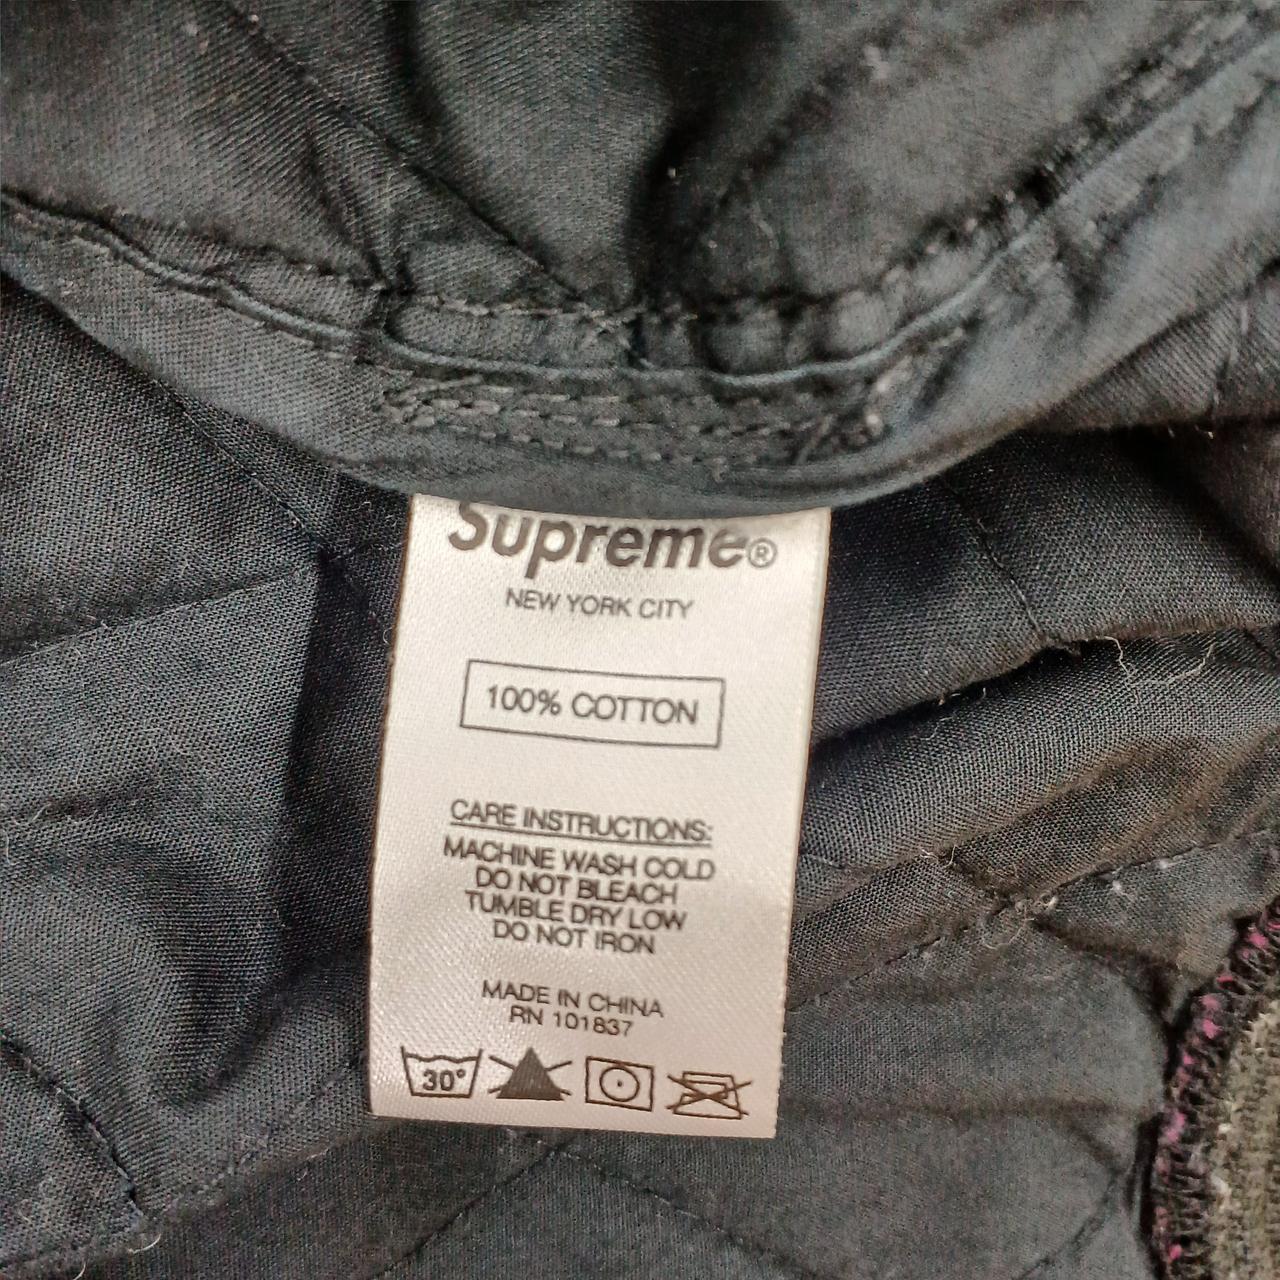 Supreme®
NEW YORK CITY
100% COTTON
CARE INSTRUCTIONS:
MACHINE WASH COLD
DO NOT BLEACH
TUMBLE DRY LOW
DO NOT IRON
MADE IN CHINA
RN 101837
30°